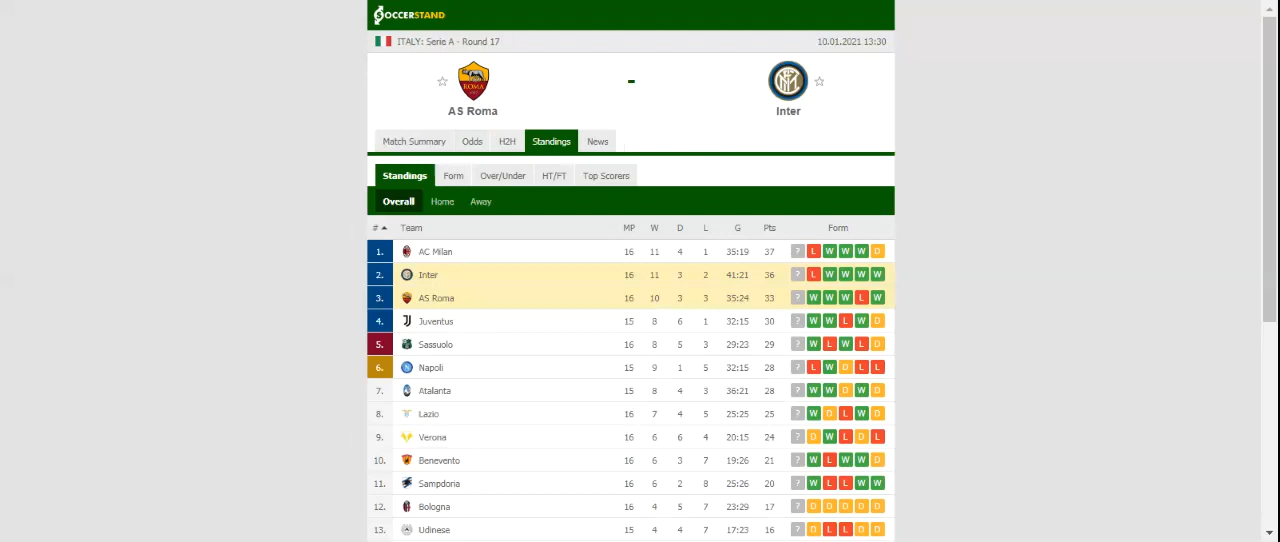 SOCCERSTAND
ITALY: Serie A - Round 17 10.01.2021 13:30
-
AS Roma Inter
Match Summary Odds H2H Standings News
Standings Form Over/Under HT/FT Top Scorers
Overall Home Away
# Team MP W D L G Pts Form
1. AC Milan 16 11 4 1 35:19 37 ? L W W W D
2. Inter 16 11 3 2 41:21 36 ? L W W W W
3. AS Roma 16 10 3 3 35:24 33 ? W W W L W
4. Juventus 15 8 6 1 32:15 30 ? W W L W D
5. Sassuolo 16 8 5 3 29:23 29 ? W L W L D
6. Napoli 15 9 1 5 32:15 28 ? L W D L L
7. Atalanta 15 8 4 3 36:21 28 ? W W D W D
8. Lazio 16 7 4 5 25:25 25 ? W D L W D
9. Verona 16 6 6 4 20:15 24 ? D W L D L
10. Benevento 16 6 3 7 19:26 21 ? W L W W D
11. Sampdoria 16 6 2 8 25:26 20 ? W L L W W
12. Bologna 16 4 5 7 23:29 17 ? D D D D D
13. Udinese 15 4 4 7 17:23 16 ? D L L D D